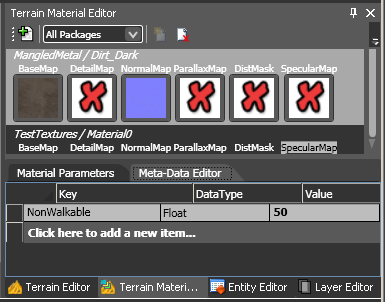 Terrain Material Editor
All Packages
MangledMetal / Dirt_Dark
BaseMap DetailMap NormalMap ParallaxMap DistMask SpecularMap
TestTextures / Material0
BaseMap DetailMap NormalMap ParallaxMap DistMask SpecularMap
Material Parameters Meta-Data Editor
Key DataType Value
NonWalkable Float 50
Click here to add a new item...
Terrain Editor Terrain Materi... Entity Editor Layer Editor